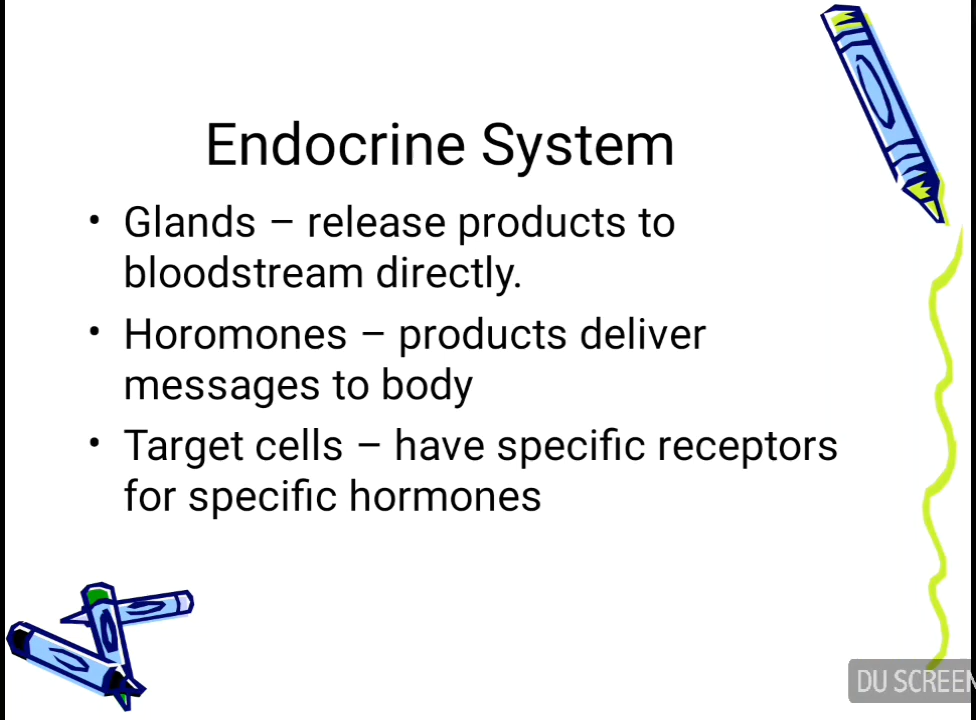 Endocrine System
• Glands – release products to
bloodstream directly.
• Horomones – products deliver
messages to body
• Target cells – have specific receptors
for specific hormones
DU SCREEN